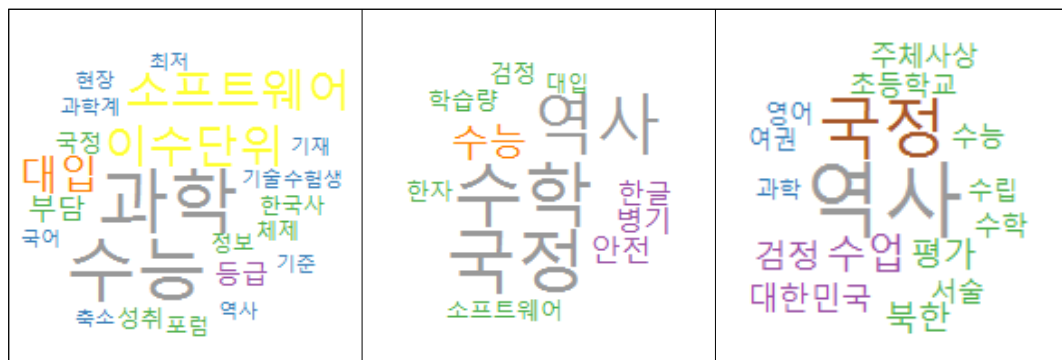 최저
현장 소프트웨어
과학계
국정 이수단위 기재
대입 과학 기술 수험생
부담 한국사
국어 정보 체제
수능 등급 기준
축소 성취 포럼 역사
검정 대입
학습량 역사
수능
한자 수학 한글
병기
국정 안전
소프트웨어
주체사상
초등학교
영어 국정 수능
여권
과학 역사 수립
수학
검정 수업 평가
대한민국 서술
북한